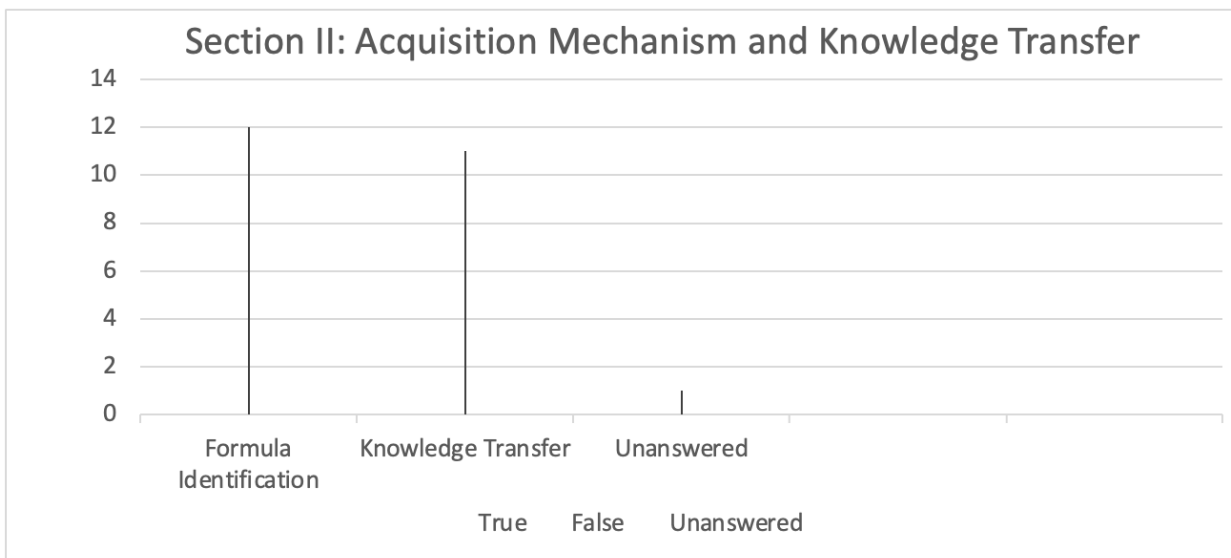 Section II: Acquisition Mechanism and Knowledge Transfer
14
12
10
8
6
4
2
0
Formula Identification
Knowledge Transfer
Unanswered
True False Unanswered